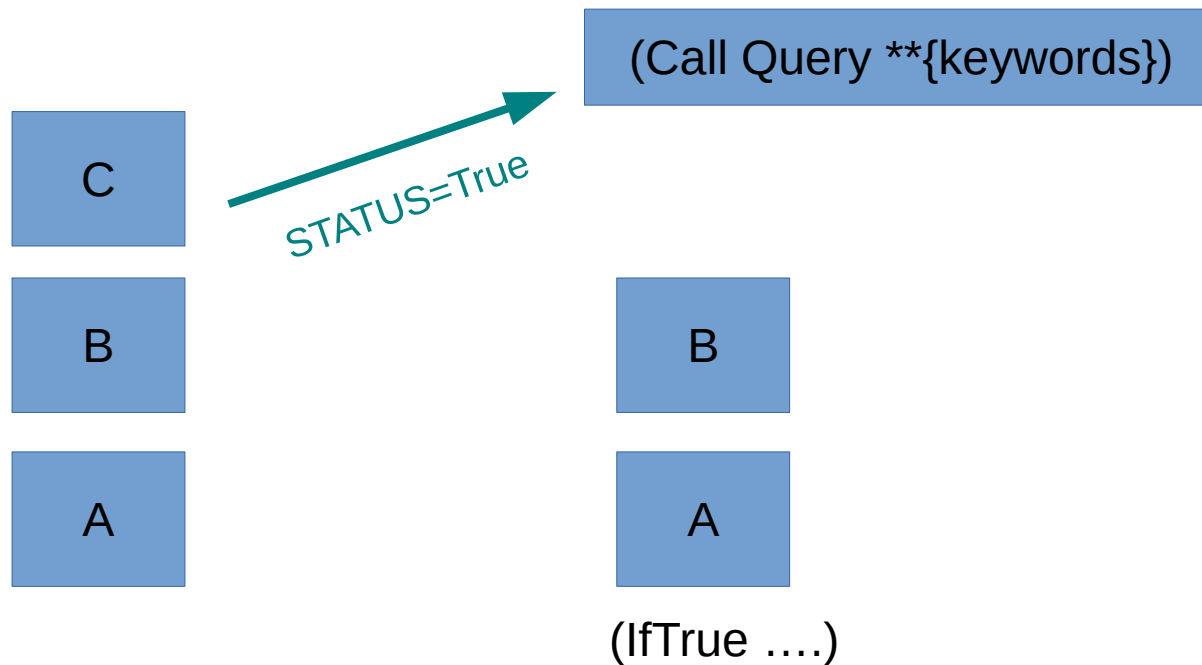 (Call Query **{keywords})
C
STATUS=True
B
B
A
A
(IfTrue ….)